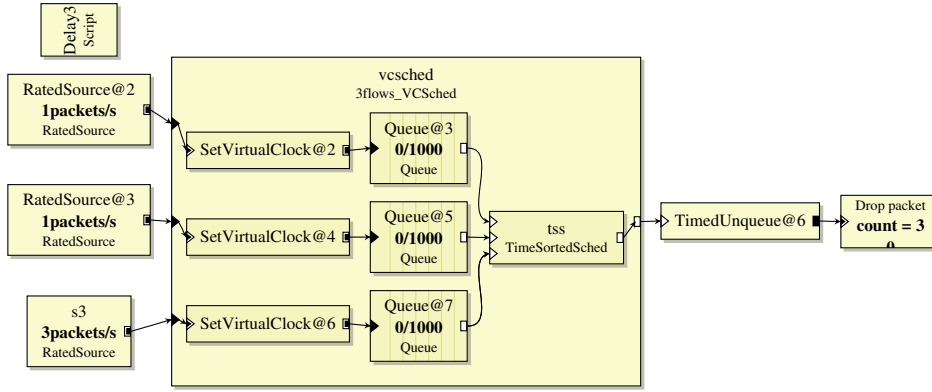 Delay3
Script
RatedSource@2
1packets/s
RatedSource
vcsched
3flows_VCSched
SetVirtualClock@2
Queue@3
0/1000
Queue
RatedSource@3
1packets/s
RatedSource
SetVirtualClock@4
Queue@5
0/1000
Queue
tss
TimeSortedSched
TimedUnqueue@6
Drop packet
count = 3
0
s3
3packets/s
RatedSource
SetVirtualClock@6
Queue@7
0/1000
Queue